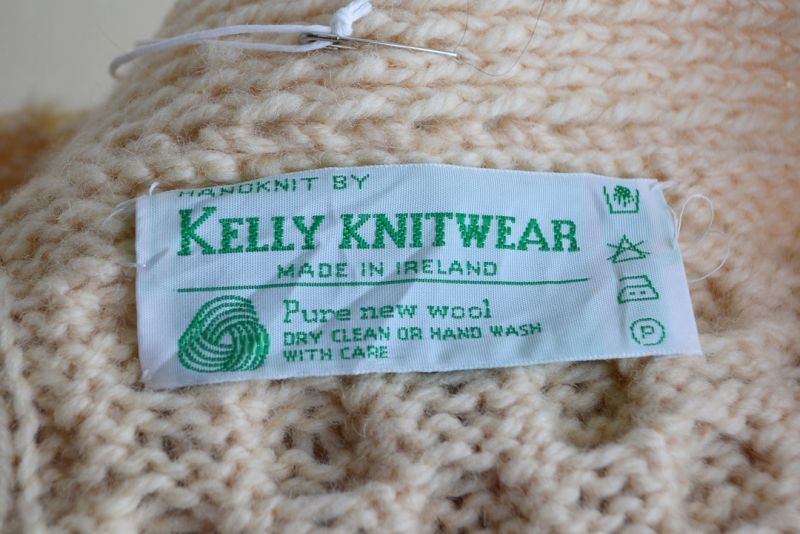 HANDKNIT BY
KELLY KNITWEAR
MADE IN IRELAND
Pure new wool
DRY CLEAN OR HAND WASH
WITH CARE
P